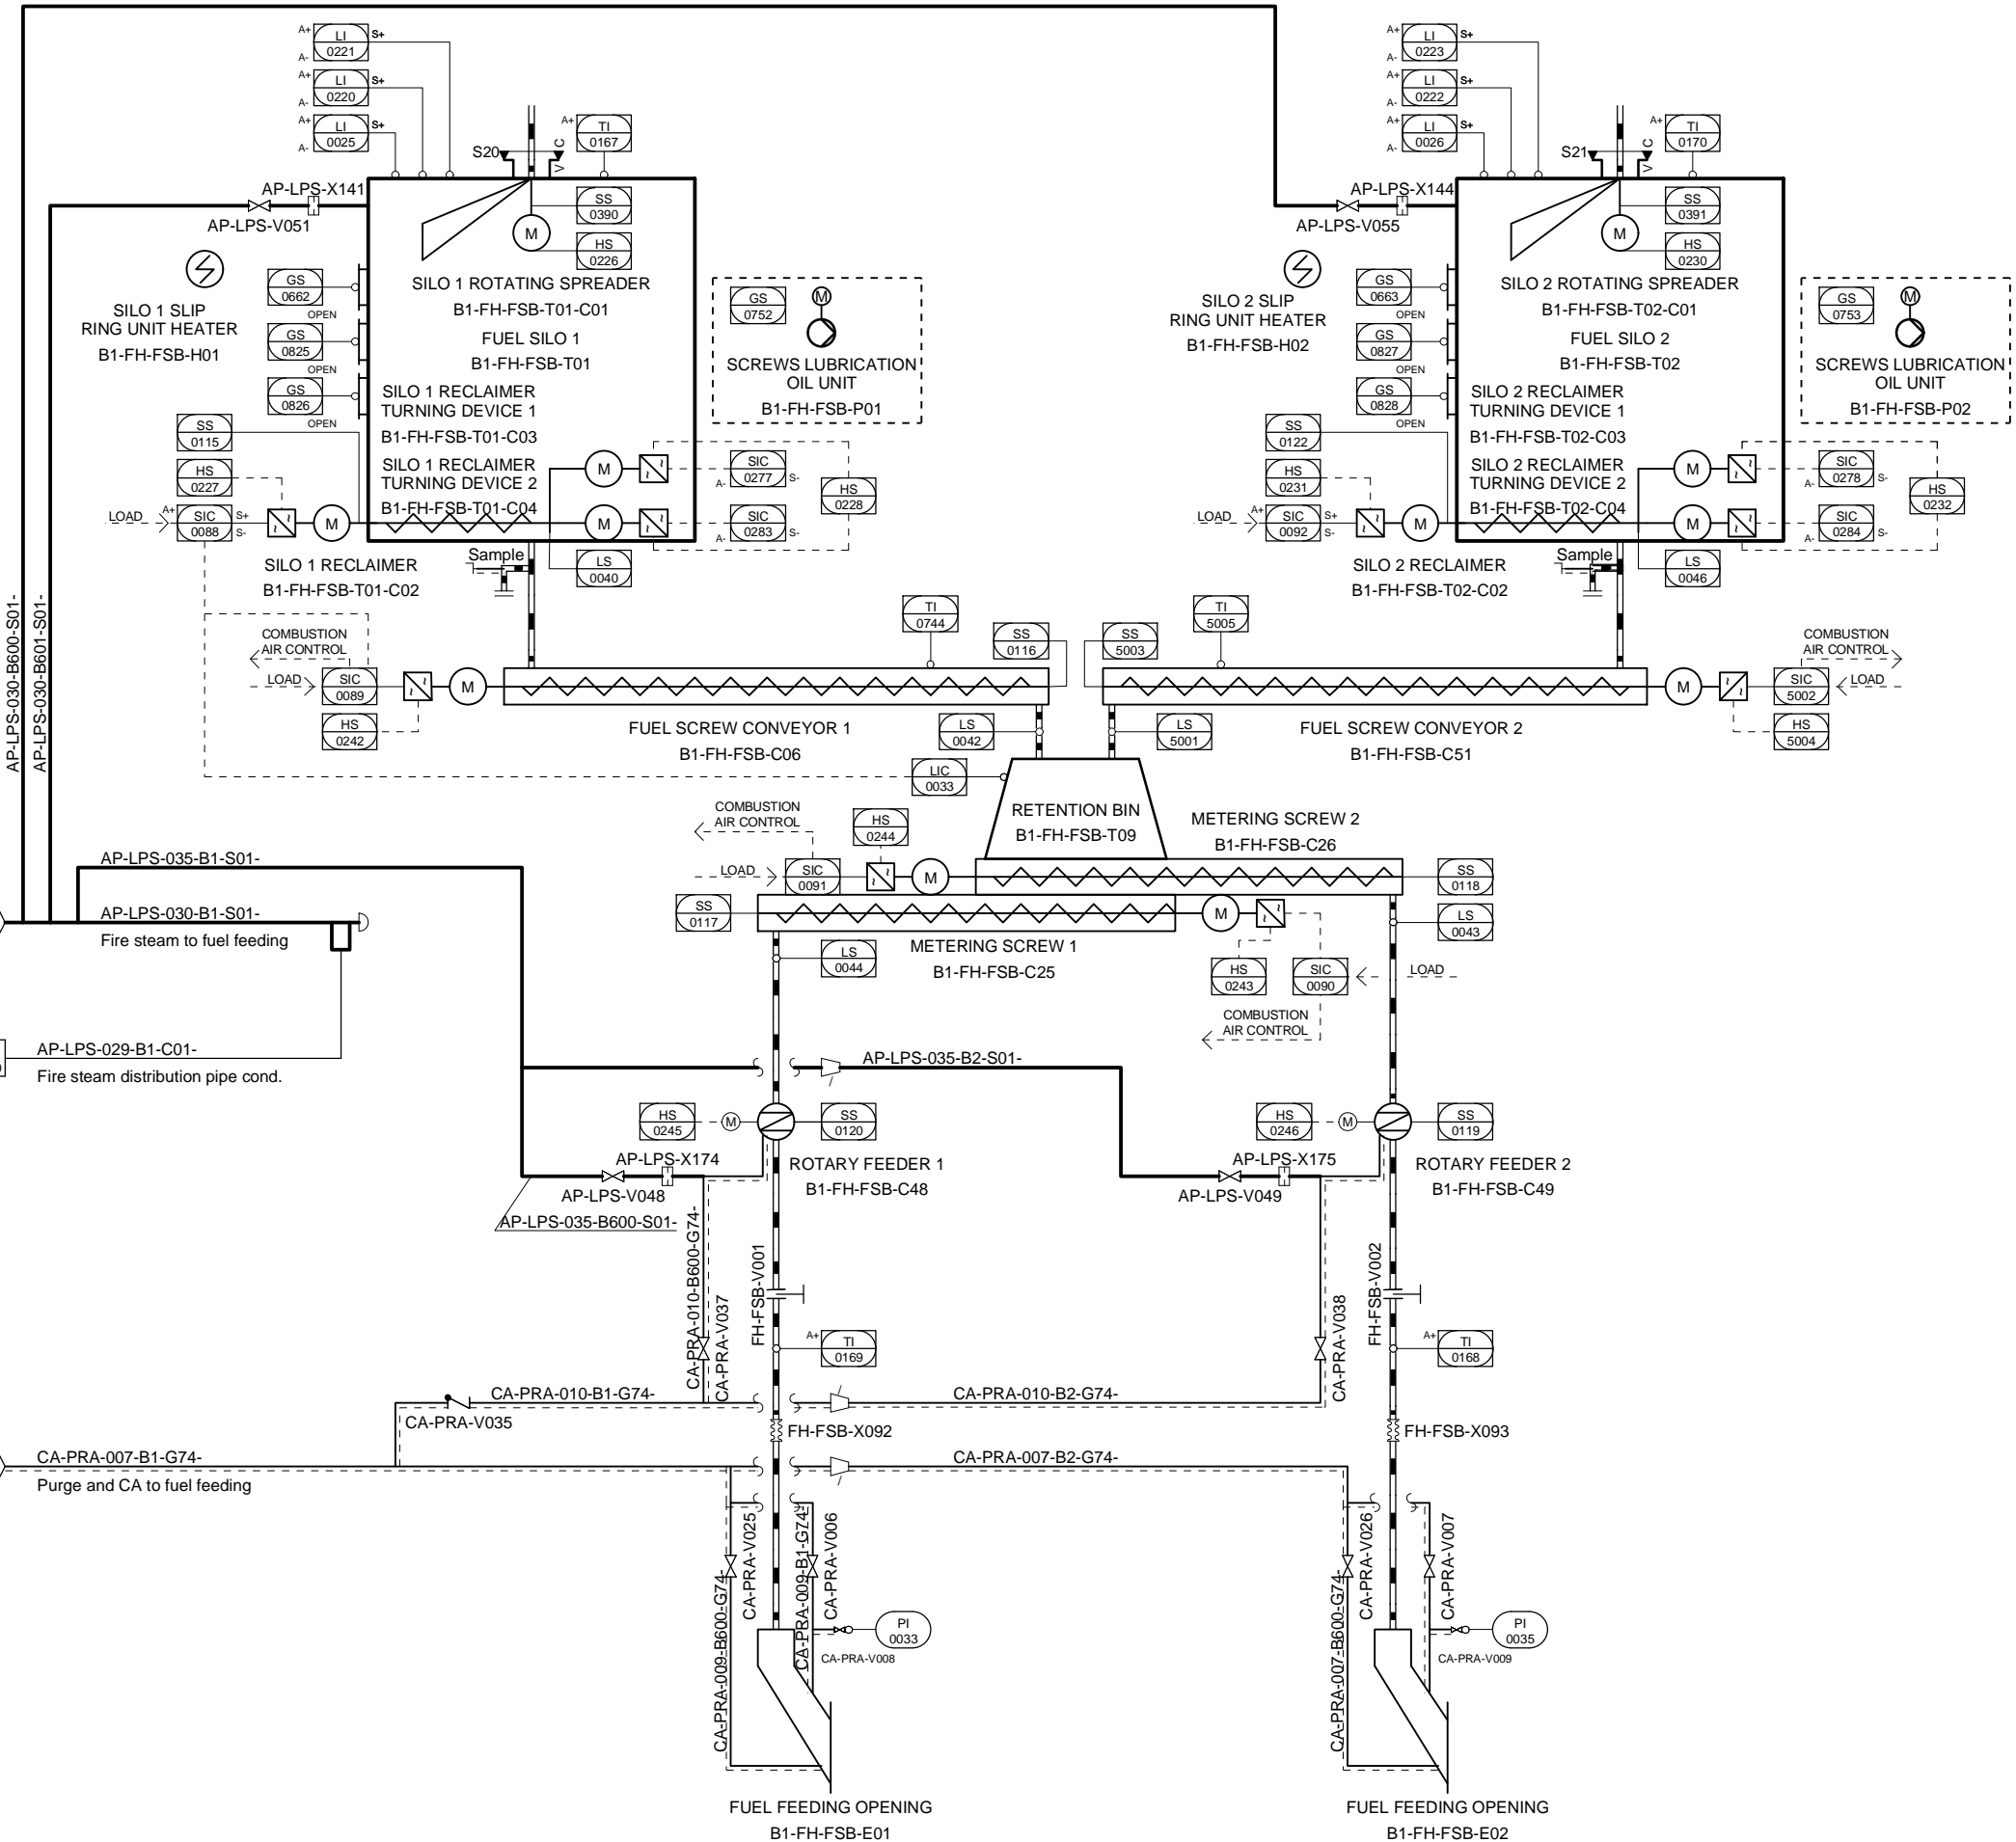 A+
LI
0221
S+
A-
A+
LI
0220
S+
A-
A+
LI
0025
S+
A-
S20
V C
A+
TI
0167
AP-LPS-X141
AP-LPS-V051
SS
0390
M
HS
0226
SILO 1 ROTATING SPREADER
B1-FH-FSB-T01-C01
FUEL SILO 1
B1-FH-FSB-T01
SILO 1 SLIP
RING UNIT HEATER
B1-FH-FSB-H01
GS
0662
OPEN
GS
0825
OPEN
GS
0826
OPEN
GS
0752
M
SCREWS LUBRICATION
OIL UNIT
B1-FH-FSB-P01
SILO 1 RECLAIMER
TURNING DEVICE 1
B1-FH-FSB-T01-C03
SILO 1 RECLAIMER
TURNING DEVICE 2
B1-FH-FSB-T01-C04
SS
0115
HS
0227
LOAD
A+
SIC
0088
S+
S-
~
~
M
M
~
~
SIC
0277
A-
S-
HS
0228
M
~
~
SIC
0283
A-
S-
LS
0040
Sample
SILO 1 RECLAIMER
B1-FH-FSB-T01-C02
A+
LI
0223
S+
A-
A+
LI
0222
S+
A-
A+
LI
0026
S+
A-
S21
V C
A+
TI
0170
AP-LPS-X144
AP-LPS-V055
SS
0391
M
HS
0230
SILO 2 ROTATING SPREADER
B1-FH-FSB-T02-C01
FUEL SILO 2
B1-FH-FSB-T02
SILO 2 SLIP
RING UNIT HEATER
B1-FH-FSB-H02
GS
0663
OPEN
GS
0827
OPEN
GS
0828
OPEN
GS
0753
M
SCREWS LUBRICATION
OIL UNIT
B1-FH-FSB-P02
SILO 2 RECLAIMER
TURNING DEVICE 1
B1-FH-FSB-T02-C03
SILO 2 RECLAIMER
TURNING DEVICE 2
B1-FH-FSB-T02-C04
SS
0122
HS
0231
LOAD
A+
SIC
0092
S+
S-
~
~
M
M
~
~
SIC
0278
A-
S-
HS
0232
M
~
~
SIC
0284
A-
S-
LS
0046
Sample
SILO 2 RECLAIMER
B1-FH-FSB-T02-C02
AP-LPS-030-B600-S01-
AP-LPS-030-B601-S01-
COMBUSTION
AIR CONTROL
LOAD
SIC
0089
~
~
M
HS
0242
TI
0744
SS
0116
FUEL SCREW CONVEYOR 1
B1-FH-FSB-C06
LS
0042
SS
5003
TI
5005
COMBUSTION
AIR CONTROL
M
~
~
SIC
5002
LOAD
HS
5004
FUEL SCREW CONVEYOR 2
B1-FH-FSB-C51
LS
5001
LIC
0033
RETENTION BIN
B1-FH-FSB-T09
COMBUSTION
AIR CONTROL
HS
0244
METERING SCREW 2
B1-FH-FSB-C26
LOAD
SIC
0091
~
~
M
SS
0118
SS
0117
M
~
~
LS
0043
METERING SCREW 1
B1-FH-FSB-C25
LS
0044
HS
0243
SIC
0090
LOAD
COMBUSTION
AIR CONTROL
AP-LPS-035-B1-S01-
AP-LPS-030-B1-S01-
Fire steam to fuel feeding
AP-LPS-029-B1-C01-
Fire steam distribution pipe cond.
AP-LPS-035-B2-S01-
HS
0245
M
SS
0120
ROTARY FEEDER 1
B1-FH-FSB-C48
AP-LPS-X174
AP-LPS-V048
AP-LPS-035-B600-S01-
HS
0246
M
SS
0119
ROTARY FEEDER 2
B1-FH-FSB-C49
AP-LPS-X175
AP-LPS-V049
CA-PRA-010-B600-G74-
CA-PRA-V037
FH-FSB-V001
CA-PRA-V038
FH-FSB-V002
A+
TI
0169
A+
TI
0168
CA-PRA-010-B1-G74-
CA-PRA-V035
CA-PRA-010-B2-G74-
FH-FSB-X092
FH-FSB-X093
CA-PRA-007-B1-G74-
Purge and CA to fuel feeding
CA-PRA-007-B2-G74-
CA-PRA-009-B600-G74-
CA-PRA-V025
CA-PRA-009-B1-G74-
CA-PRA-V006
PI
0033
CA-PRA-V008
CA-PRA-007-B600-G74-
CA-PRA-V026
CA-PRA-V007
PI
0035
CA-PRA-V009
FUEL FEEDING OPENING
B1-FH-FSB-E01
FUEL FEEDING OPENING
B1-FH-FSB-E02